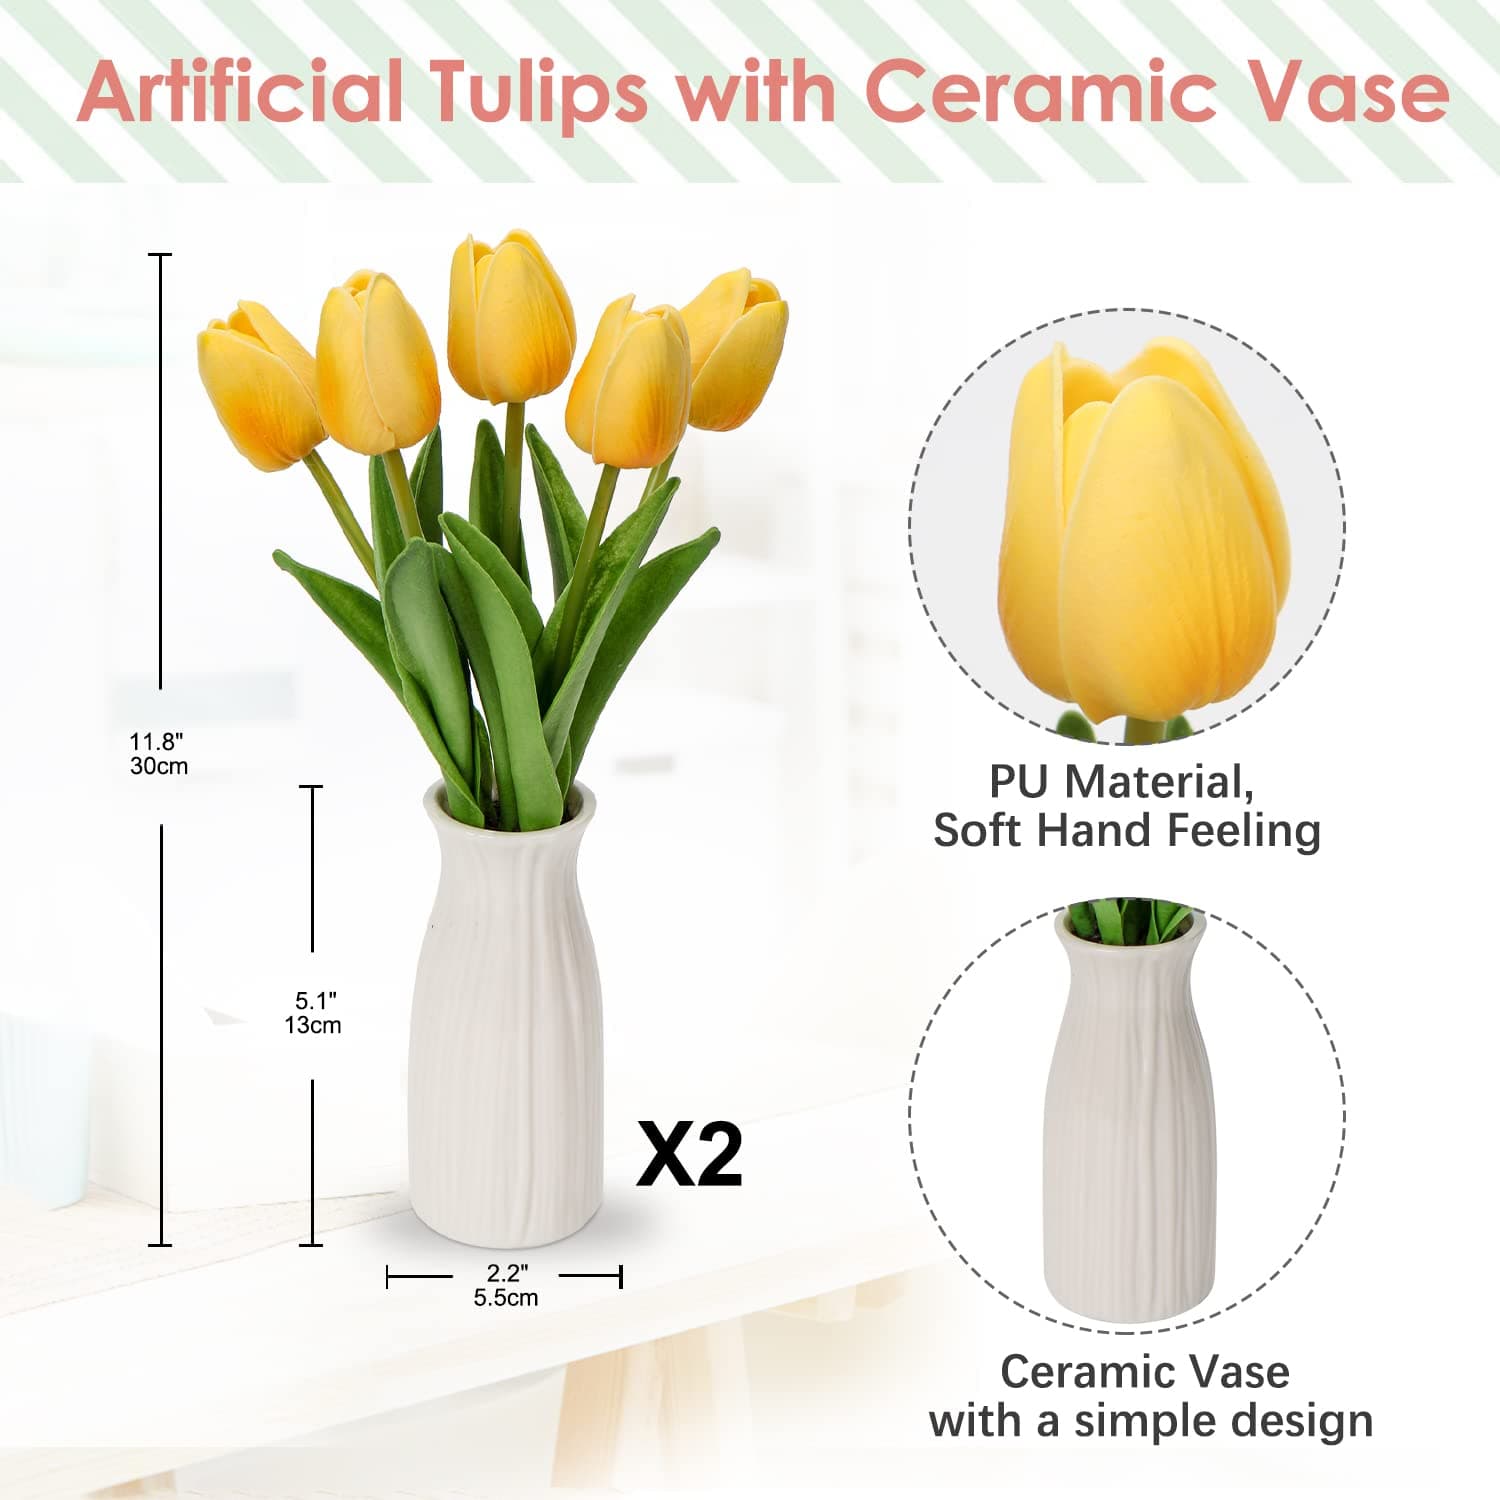 Artificial Tulips with Ceramic Vase
11.8"
30cm
5.1"
13cm
X2
2.2"
5.5cm
PU Material,
Soft Hand Feeling
Ceramic Vase
with a simple design